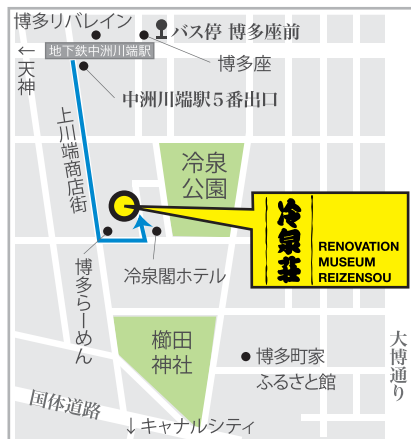 博多リバレイン
バス停 博多座前
地下鉄中洲川端駅
←天神
博多座
中洲川端駅5番出口
上川端商店街
冷泉
公園
冷泉荘
RENOVATION
MUSEUM
REIZENSOU
博多らーめん
冷泉閣ホテル
櫛田
神社
博多町家
ふるさと館
大博通り
国体道路
↓キャナルシティ